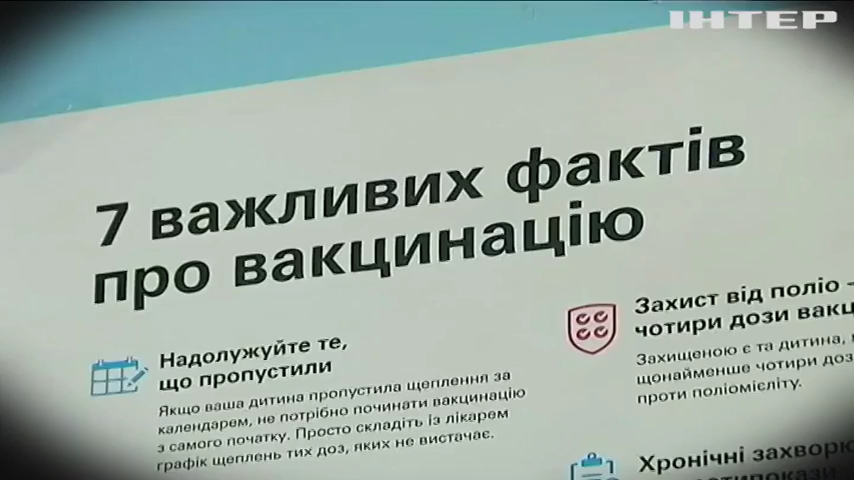 ІНТЕР
7 важливих фактів
про вакцинацію
Надолужуйте те,
що пропустили
Якщо ваша дитина пропустила щеплення за
календарем, не потрібно починати вакцинацію
з самого початку. Просто складіть із лікарем
графік щеплень тих доз, яких не вистачає.
Захист від поліо –
чотири дози
Захищеною є та дитина,
щонайменше чотири
проти поліомієліту.
Хронічні